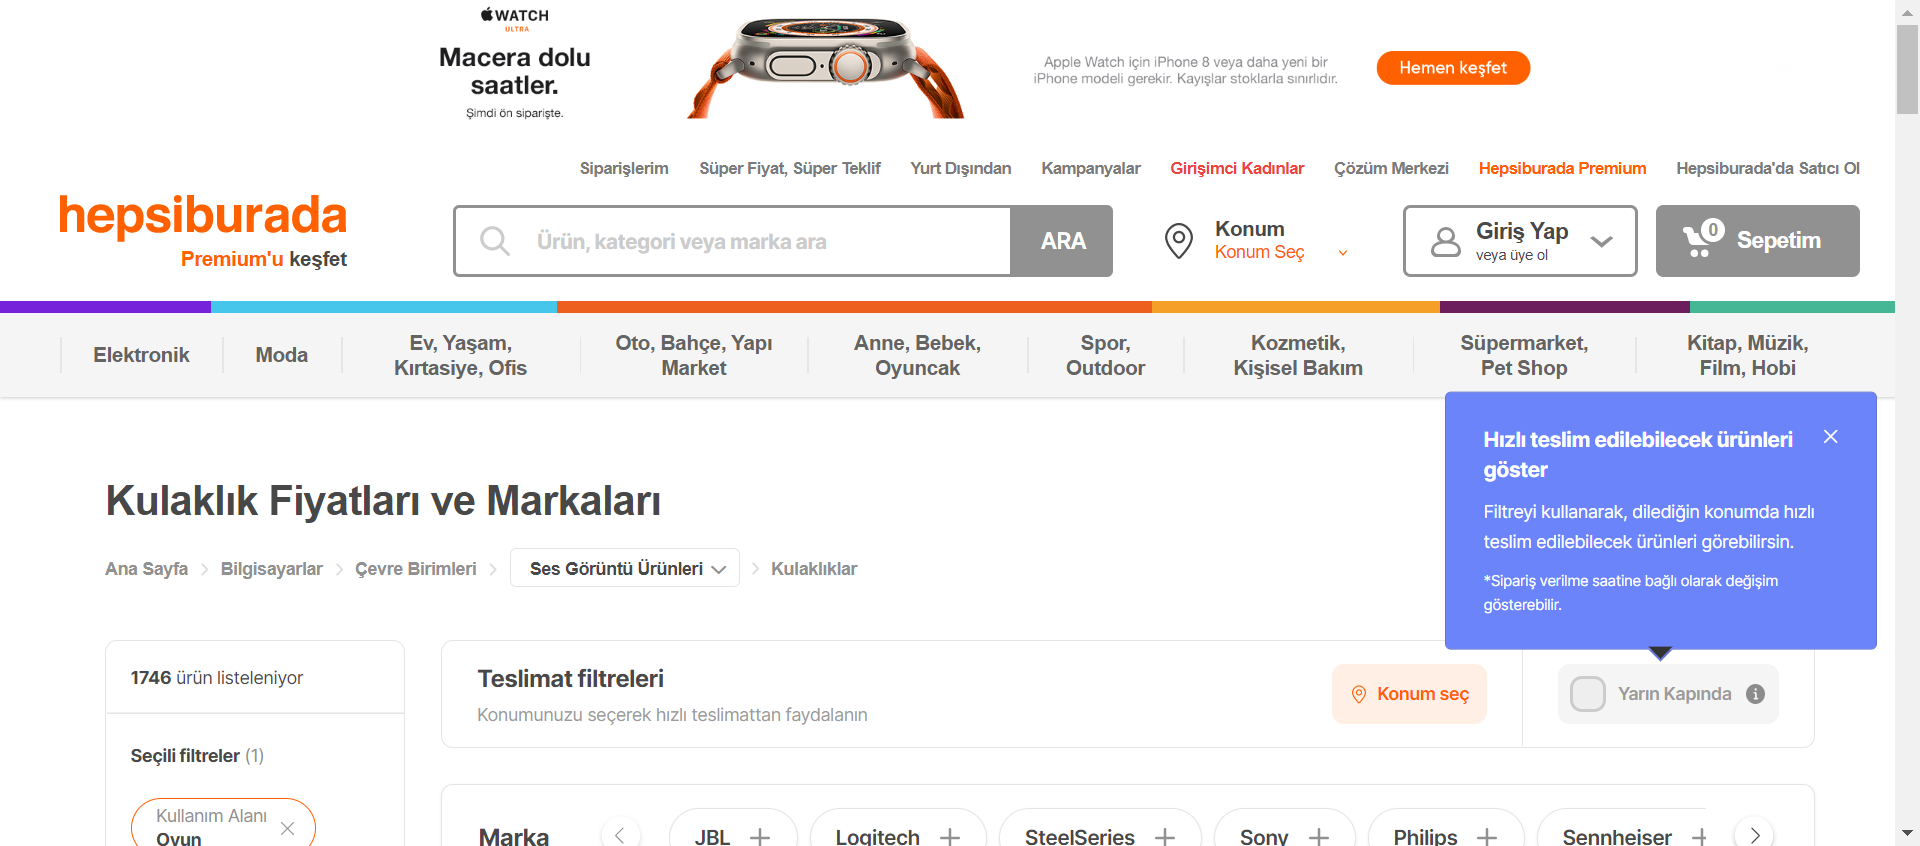 WATCH
ULTRA
Macera dolu
saatler.
Şimdi ön siparişte.
Apple Watch için iPhone 8 veya daha yeni bir
iPhone modeli gerekir. Kayışlar stoklarla sınırlıdır.
Hemen keşfet
Siparişlerim
Süper Fiyat, Süper Teklif
Yurt Dışından
Kampanyalar
Girişimci Kadınlar
Çözüm Merkezi
Hepsiburada Premium
Hepsiburada'da Satıcı Ol
hepsiburada
Premium'u keşfet
Ürün, kategori veya marka ara
ARA
Konum
Konum Seç
Giriş Yap
veya üye ol
0
Sepetim
Elektronik
Moda
Ev, Yaşam,
Kırtasiye, Ofis
Oto, Bahçe, Yapı
Market
Anne, Bebek,
Oyuncak
Spor,
Outdoor
Kozmetik,
Kişisel Bakım
Süpermarket,
Pet Shop
Kitap, Müzik,
Film, Hobi
Hızlı teslim edilebilecek ürünleri
göster
Filtreyi kullanarak, dilediğin konumda hızlı
teslim edilebilecek ürünleri görebilirsin.
*Sipariş verilme saatine bağlı olarak değişim
gösterebilir.
Kulaklık Fiyatları ve Markaları
Ana Sayfa
Bilgisayarlar
Çevre Birimleri
Ses Görüntü Ürünleri
Kulaklıklar
1746 ürün listeleniyor
Seçili filtreler (1)
Kullanım Alanı
Oyun
Teslimat filtreleri
Konumunuzu seçerek hızlı teslimattan faydalanın
Konum seç
Yarın Kapında
Marka
JBL
Logitech
SteelSeries
Sony
Philips
Sennheiser